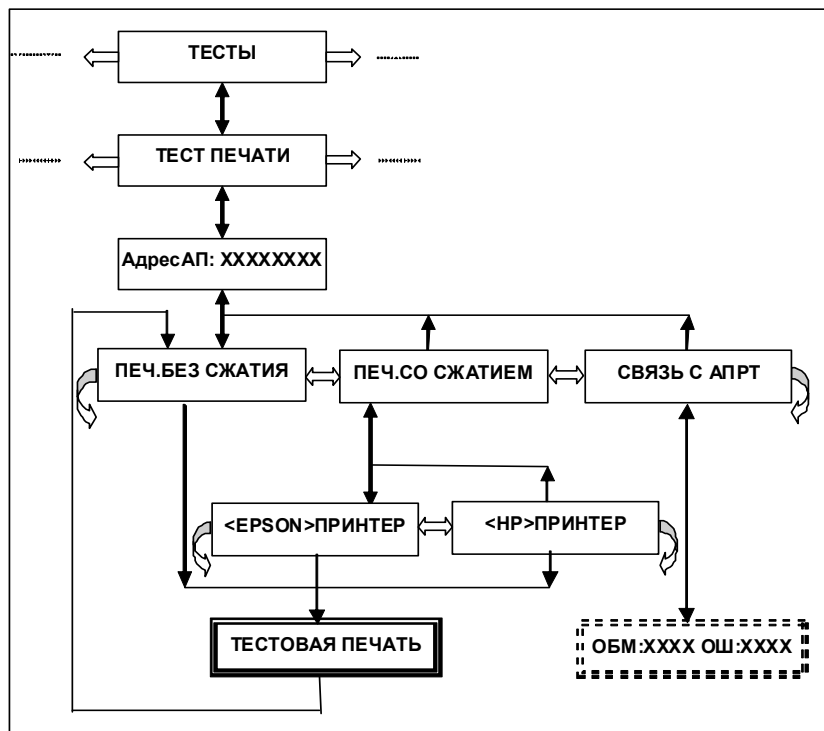 ТЕСТЫ
ТЕСТ ПЕЧАТИ
АдресАП: XXXXXXXX
ПЕЧ.БЕЗ СЖАТИЯ
ПЕЧ.СО СЖАТИЕМ
СВЯЗЬ С АПРТ
<EPSON>ПРИНТЕР
<HP>ПРИНТЕР
ТЕСТОВАЯ ПЕЧАТЬ
ОБМ:XXXX ОШ:XXXX